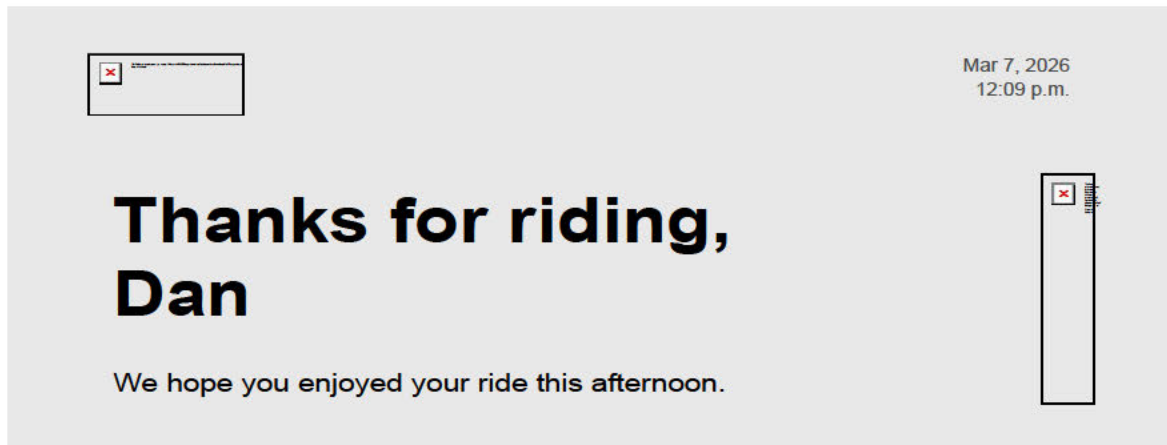 Mar 7, 2026
12:09 p.m.
Thanks for riding,
Dan
We hope you enjoyed your ride this afternoon.